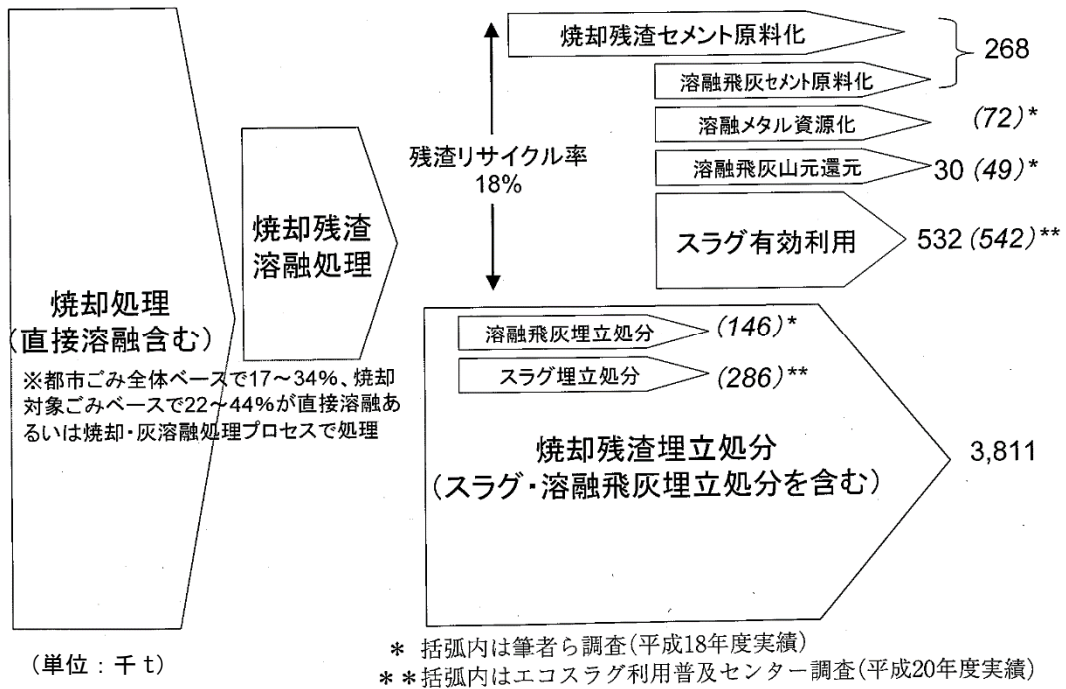 焼却残渣セメント原料化
268
溶融飛灰セメント原料化
溶融メタル資源化
(72)*
残渣リサイクル率
18%
溶融飛灰山元還元
30 (49)*
焼却残渣
溶融処理
スラグ有効利用
532 (542)**
焼却処理
(直接溶融含む)
※都市ごみ全体ベースで17～34%、焼却
対象ごみベースで22～44%が直接溶融あ
るいは焼却・灰溶融処理プロセスで処理
溶融飛灰埋立処分
(146)*
スラグ埋立処分
(286)**
焼却残渣埋立処分
(スラグ・溶融飛灰埋立処分を含む)
3,811
(単位：千t)
* 括弧内は筆者ら調査(平成18年度実績)
**括弧内はエコスラグ利用普及センター調査(平成20年度実績)